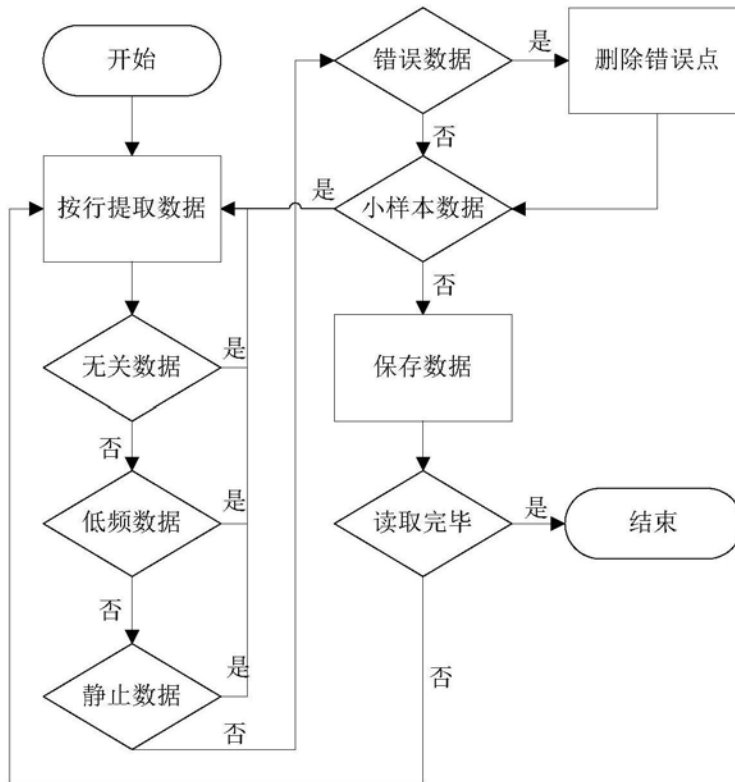 开始
按行提取数据
无关数据
是
否
低频数据
是
否
静止数据
是
否
错误数据
是
删除错误点
否
小样本数据
是
否
保存数据
读取完毕
是
结束
否